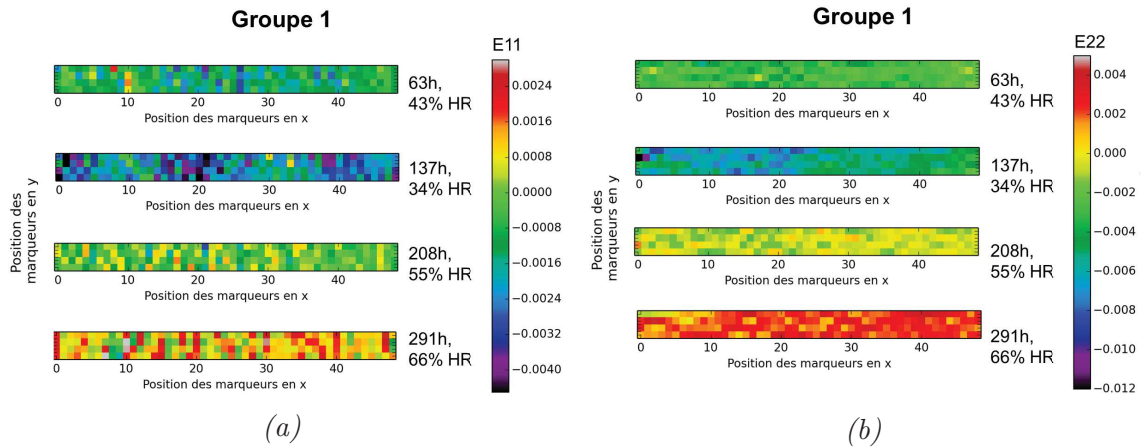 Groupe 1
E11
63h,
43% HR
0 10 20 30 40
Position des marqueurs en x
137h,
34% HR
0 10 20 30 40
Position des marqueurs en x
208h,
55% HR
0 10 20 30 40
Position des marqueurs en x
291h,
66% HR
0 10 20 30 40
Position des marqueurs en x
Position des
marqueurs en y
0.0024
0.0016
0.0008
0.0000
−0.0008
−0.0016
−0.0024
−0.0032
−0.0040
(a)
Groupe 1
E22
63h,
43% HR
0 10 20 30 40
Position des marqueurs en x
137h,
34% HR
0 10 20 30 40
Position des marqueurs en x
208h,
55% HR
0 10 20 30 40
Position des marqueurs en x
291h,
66% HR
0 10 20 30 40
Position des marqueurs en x
Position des
marqueurs en y
0.004
0.002
0.000
−0.002
−0.004
−0.006
−0.008
−0.010
−0.012
(b)